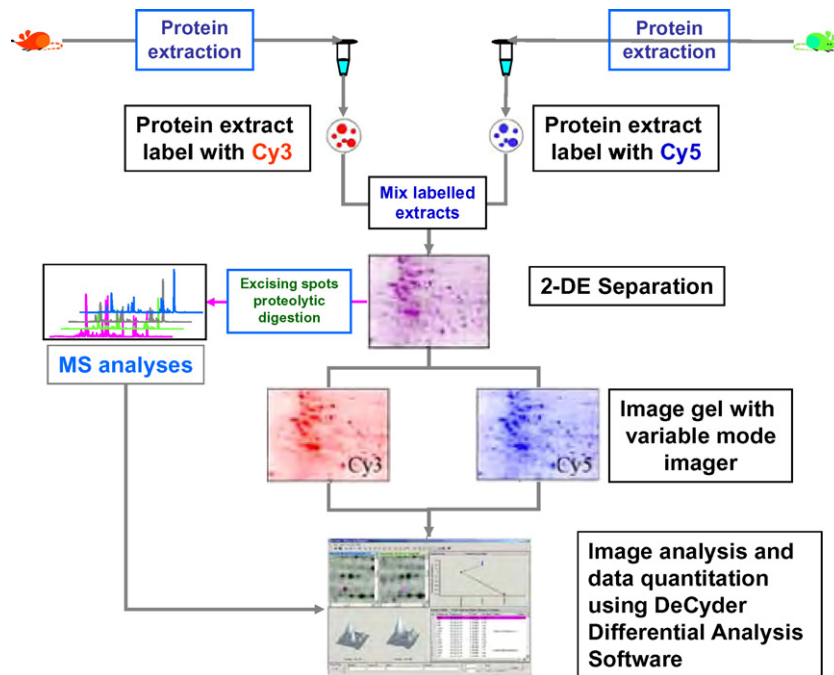 Protein
extraction
Protein
extraction
Protein extract
label with Cy3
Protein extract
label with Cy5
Mix labelled
extracts
Excising spots
proteolytic
digestion
2-DE Separation
MS analyses
Cy3
Cy5
Image gel with
variable mode
imager
Image analysis and
data quantitation
using DeCyder
Differential Analysis
Software